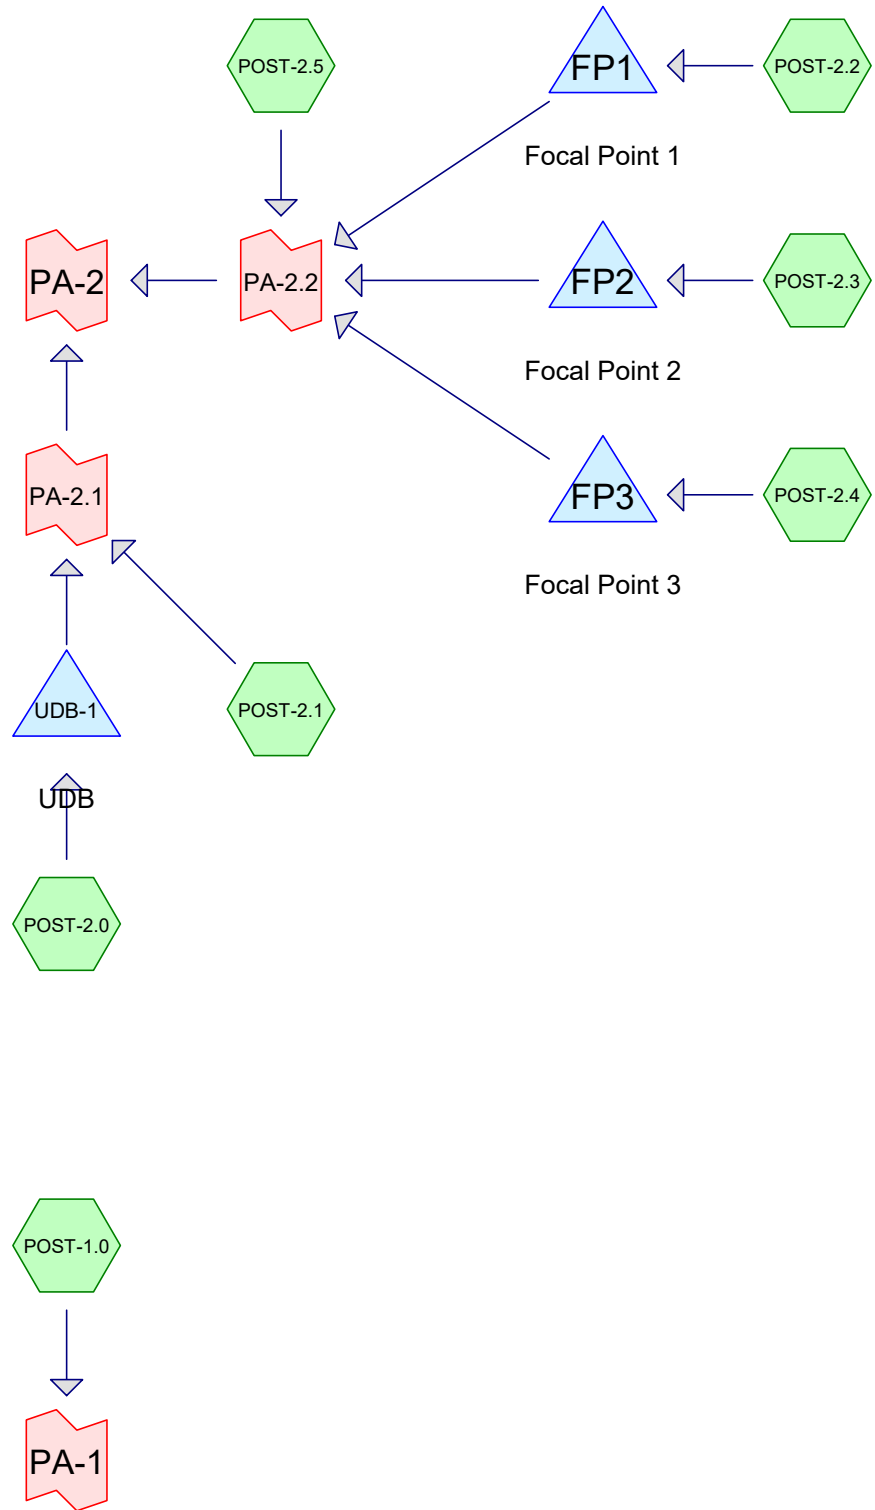 POST-2.5
FP1
POST-2.2
Focal Point 1
PA-2
PA-2.2
FP2
POST-2.3
Focal Point 2
PA-2.1
FP3
POST-2.4
Focal Point 3
UDB-1
POST-2.1
UDB
POST-2.0
POST-1.0
PA-1